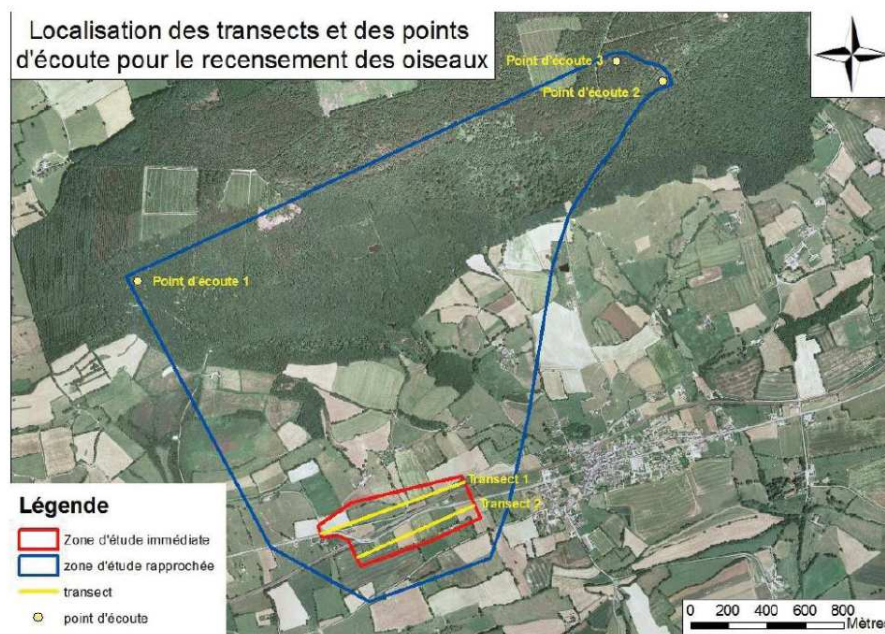 Localisation des transects et des points
d'écoute pour le recensement des oiseaux
Point d'écoute 3
Point d'écoute 2
Point d'écoute 1
Transect 1
Transect 2
Légende
Zone d'étude immédiate
zone d'étude rapprochée
transect
point d'écoute
0 200 400 600 800
Mètre